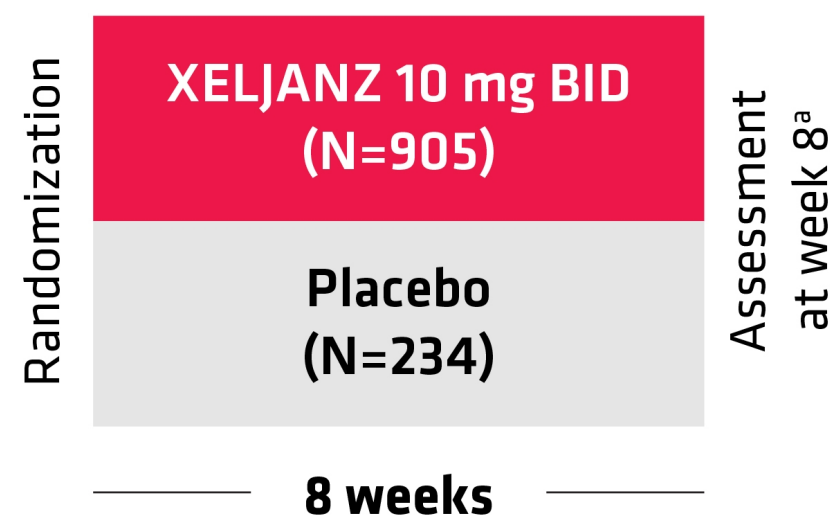 Randomization
XELJANZ 10 mg BID
(N=905)
Placebo
(N=234)
Assessment
at week 8ª
8 weeks